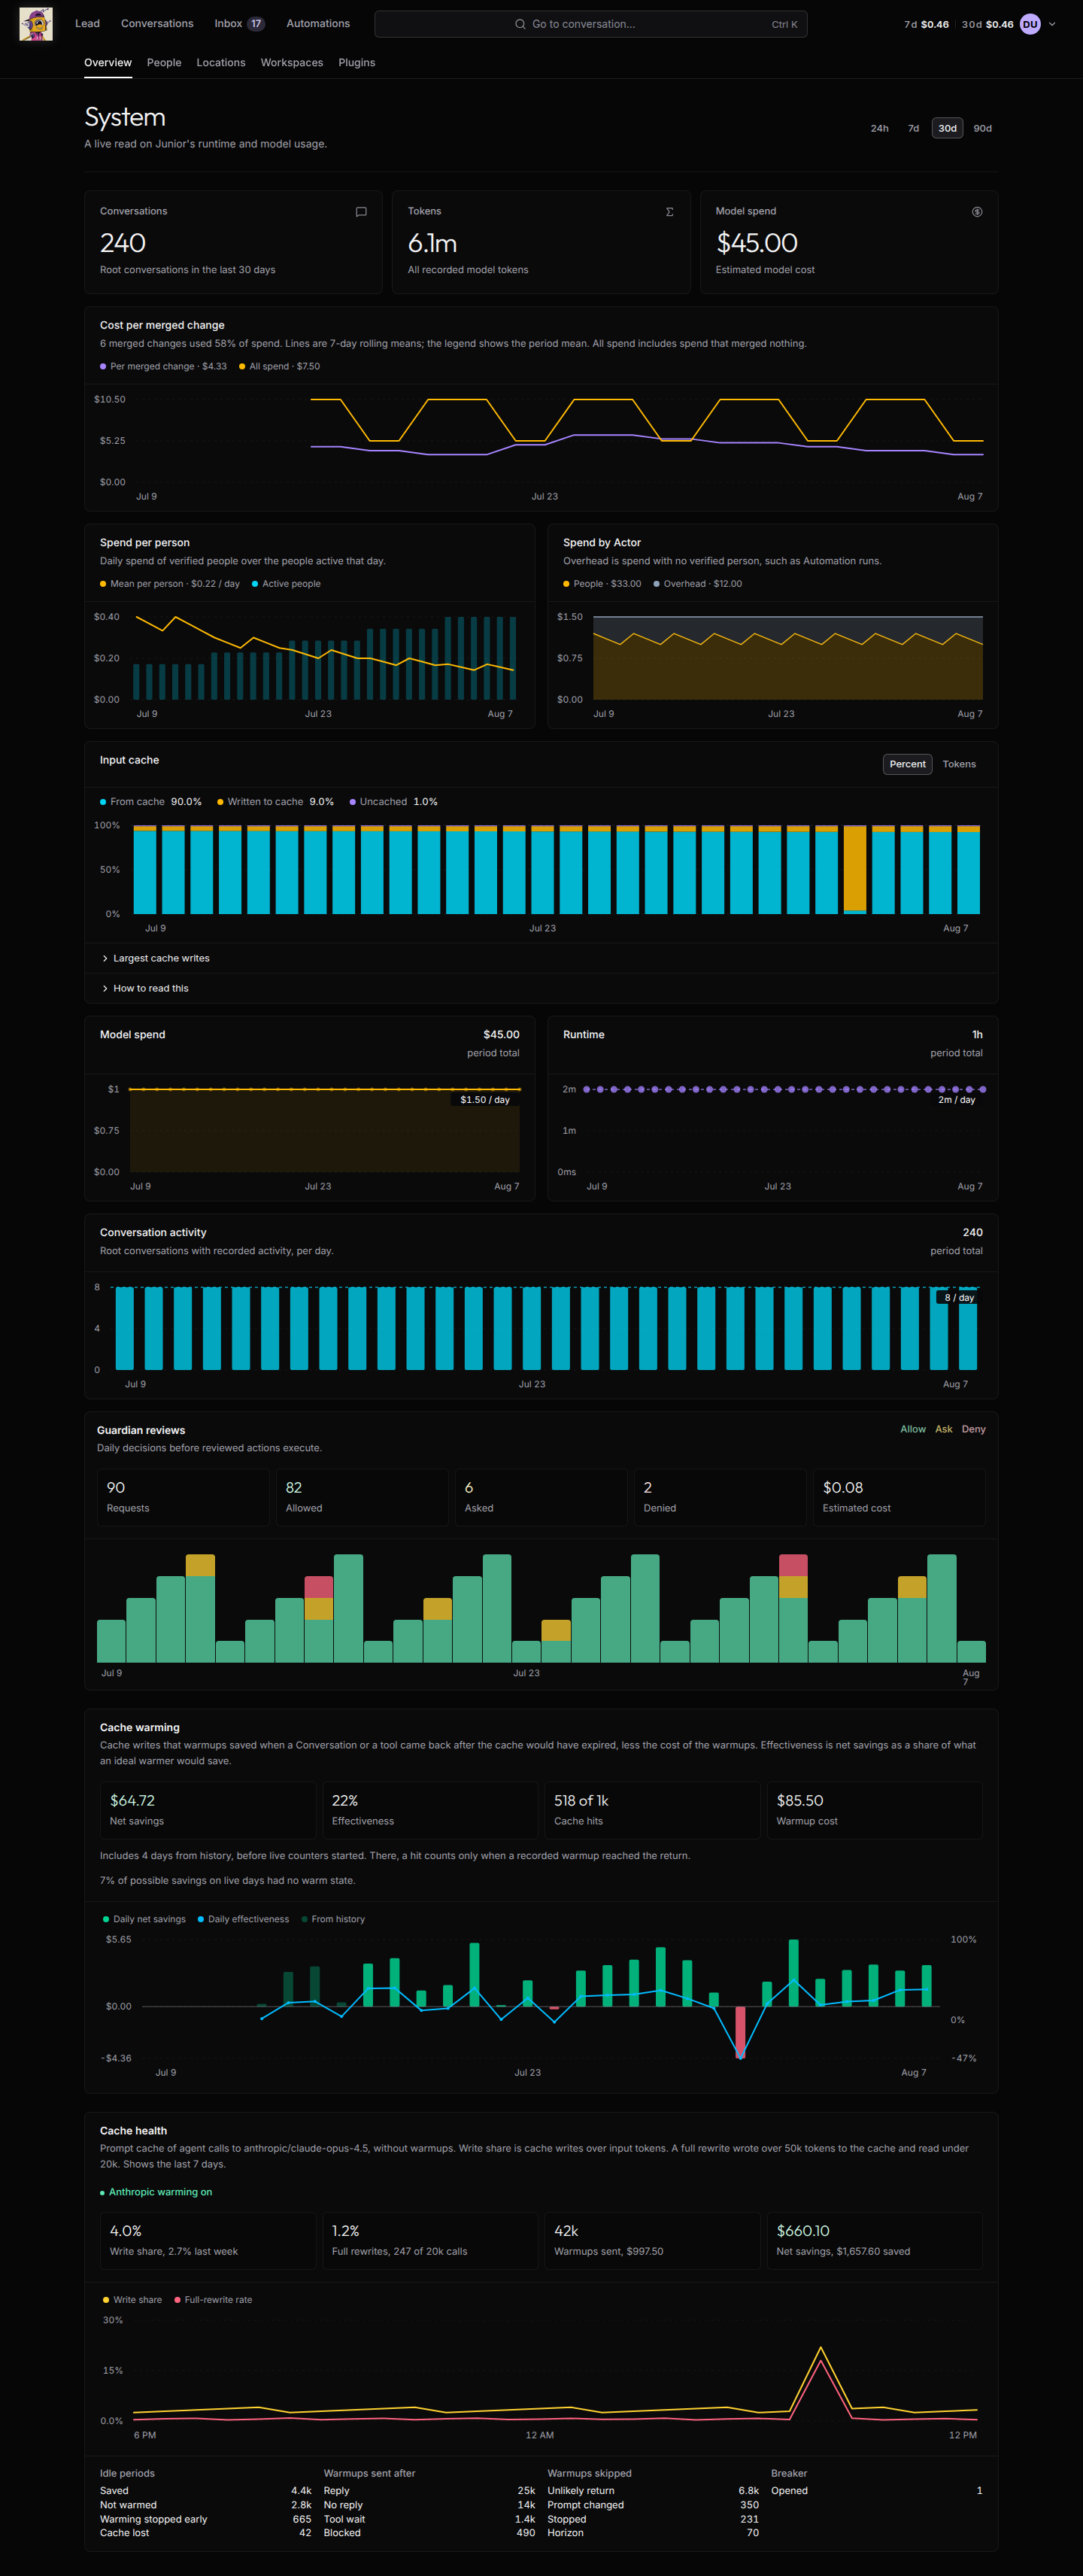 Lead Conversations Inbox 17 Automations Go to conversation... Ctrl K 7d $0.46 30d $0.46 DU
Overview People Locations Workspaces Plugins
System
A live read on Junior's runtime and model usage.
24h 7d 30d 90d
Conversations
240
Root conversations in the last 30 days
Tokens
6.1m
All recorded model tokens
Model spend
$45.00
Estimated model cost
Cost per merged change
6 merged changes used 58% of spend. Lines are 7-day rolling means; the legend shows the period mean. All spend includes spend that merged nothing.
Per merged change · $4.33 All spend · $7.50
$10.50
$5.25
$0.00
Jul 9 Jul 23 Aug 7
Spend per person
Daily spend of verified people over the people active that day.
Mean per person · $0.22 / day Active people
$0.40
$0.20
$0.00
Jul 9 Jul 23 Aug 7
Spend by Actor
Overhead is spend with no verified person, such as Automation runs.
People · $33.00 Overhead · $12.00
$1.50
$0.75
$0.00
Jul 9 Jul 23 Aug 7
Input cache
Percent Tokens
From cache 90.0% Written to cache 9.0% Uncached 1.0%
100%
50%
0%
Jul 9 Jul 23 Aug 7
Largest cache writes
How to read this
Model spend $45.00
period total
$1
$1.50 / day
$0.75
$0.00
Jul 9 Jul 23 Aug 7
Runtime 1h
period total
2m
2m / day
1m
0ms
Jul 9 Jul 23 Aug 7
Conversation activity 240
Root conversations with recorded activity, per day. period total
8
8 / day
4
0
Jul 9 Jul 23 Aug 7
Guardian reviews Allow Ask Deny
Daily decisions before reviewed actions execute.
90
Requests
82
Allowed
6
Asked
2
Denied
$0.08
Estimated cost
Jul 9 Jul 23 Aug
7
Cache warming
Cache writes that warmups saved when a Conversation or a tool came back after the cache would have expired, less the cost of the warmups. Effectiveness is net savings as a share of what
an ideal warmer would save.
$64.72
Net savings
22%
Effectiveness
518 of 1k
Cache hits
$85.50
Warmup cost
Includes 4 days from history, before live counters started. There, a hit counts only when a recorded warmup reached the return.
7% of possible savings on live days had no warm state.
Daily net savings Daily effectiveness From history
$5.65 100%
$0.00 0%
-$4.36 -47%
Jul 9 Jul 23 Aug 7
Cache health
Prompt cache of agent calls to anthropic/claude-opus-4.5, without warmups. Write share is cache writes over input tokens. A full rewrite wrote over 50k tokens to the cache and read under
20k. Shows the last 7 days.
Anthropic warming on
4.0%
Write share, 2.7% last week
1.2%
Full rewrites, 247 of 20k calls
42k
Warmups sent, $997.50
$660.10
Net savings, $1,657.60 saved
Write share Full-rewrite rate
30%
15%
0.0%
6 PM 12 AM 12 PM
Idle periods Warmups sent after Warmups skipped Breaker
Saved 4.4k Reply 25k Unlikely return 6.8k Opened 1
Not warmed 2.8k No reply 14k Prompt changed 350
Warming stopped early 665 Tool wait 1.4k Stopped 231
Cache lost 42 Blocked 490 Horizon 70